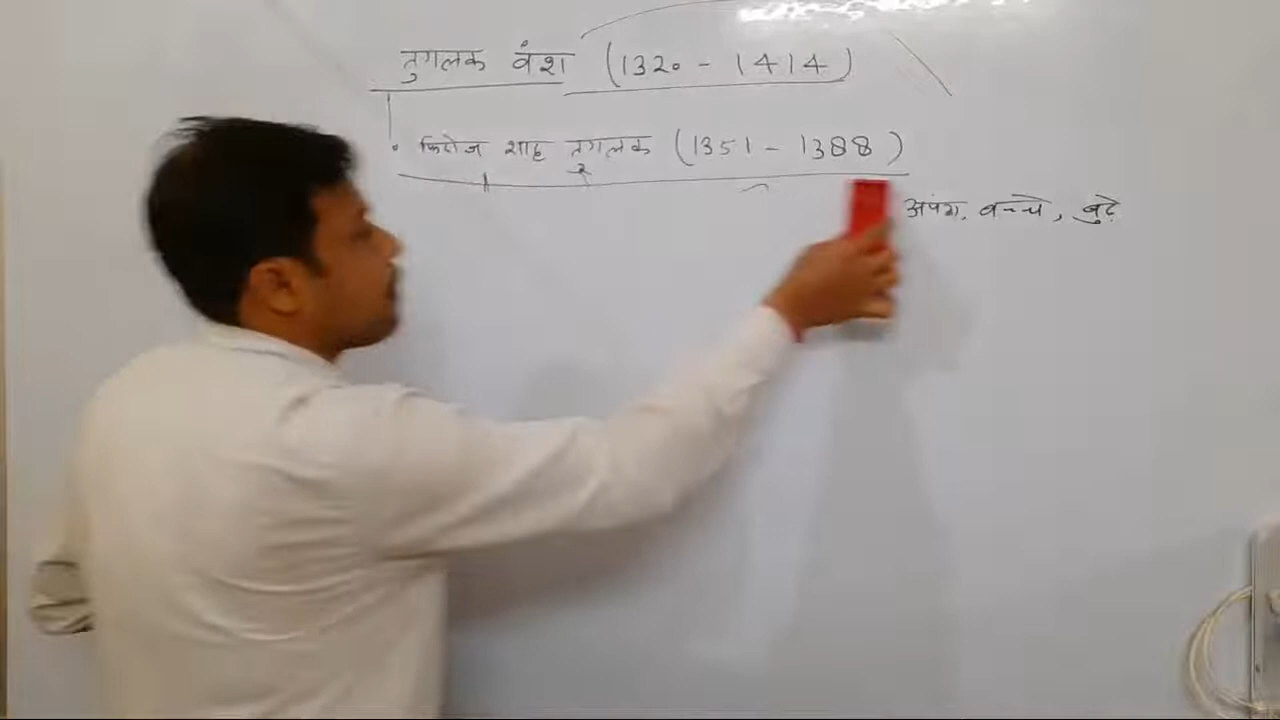 तुगलक वंश (1320 - 1414)
• फिरोज शाह तुगलक (1351 - 1388)
अपंग, बच्चे, बुढ़े